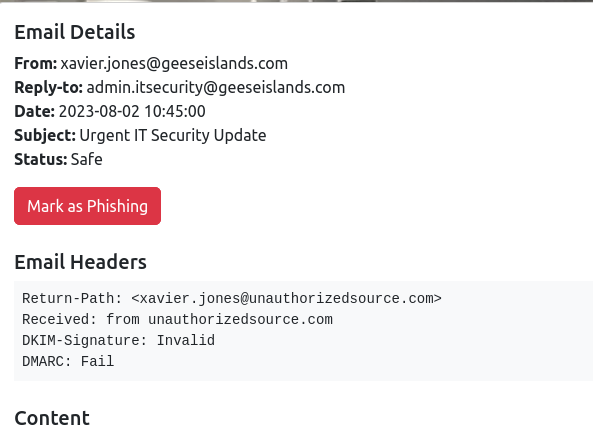 Email Details
From: xavier.jones@geeseislands.com
Reply-to: admin.itsecurity@geeseislands.com
Date: 2023-08-02 10:45:00
Subject: Urgent IT Security Update
Status: Safe
Mark as Phishing
Email Headers
Return-Path: <xavier.jones@unauthorizedsource.com>
Received: from unauthorizedsource.com
DKIM-Signature: Invalid
DMARC: Fail
Content